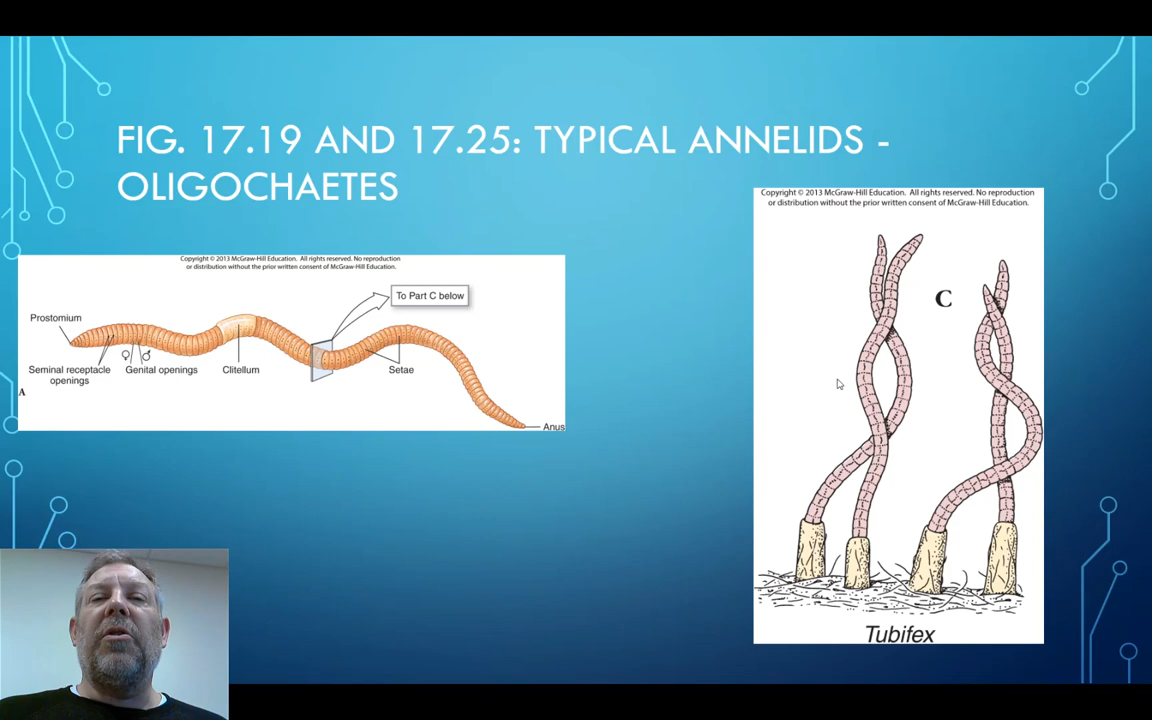 FIG. 17.19 AND 17.25: TYPICAL ANNELIDS -
OLIGOCHAETES
Copyright © 2013 McGraw-Hill Education. All rights reserved. No reproduction
or distribution without the prior written consent of McGraw-Hill Education.
To Part C below
Prostomium
Seminal receptacle
openings
♀ ♂
Genital openings
Clitellum
Setae
A
Anus
Copyright © 2013 McGraw-Hill Education. All rights reserved. No reproduction
or distribution without the prior written consent of McGraw-Hill Education.
C
Tubifex